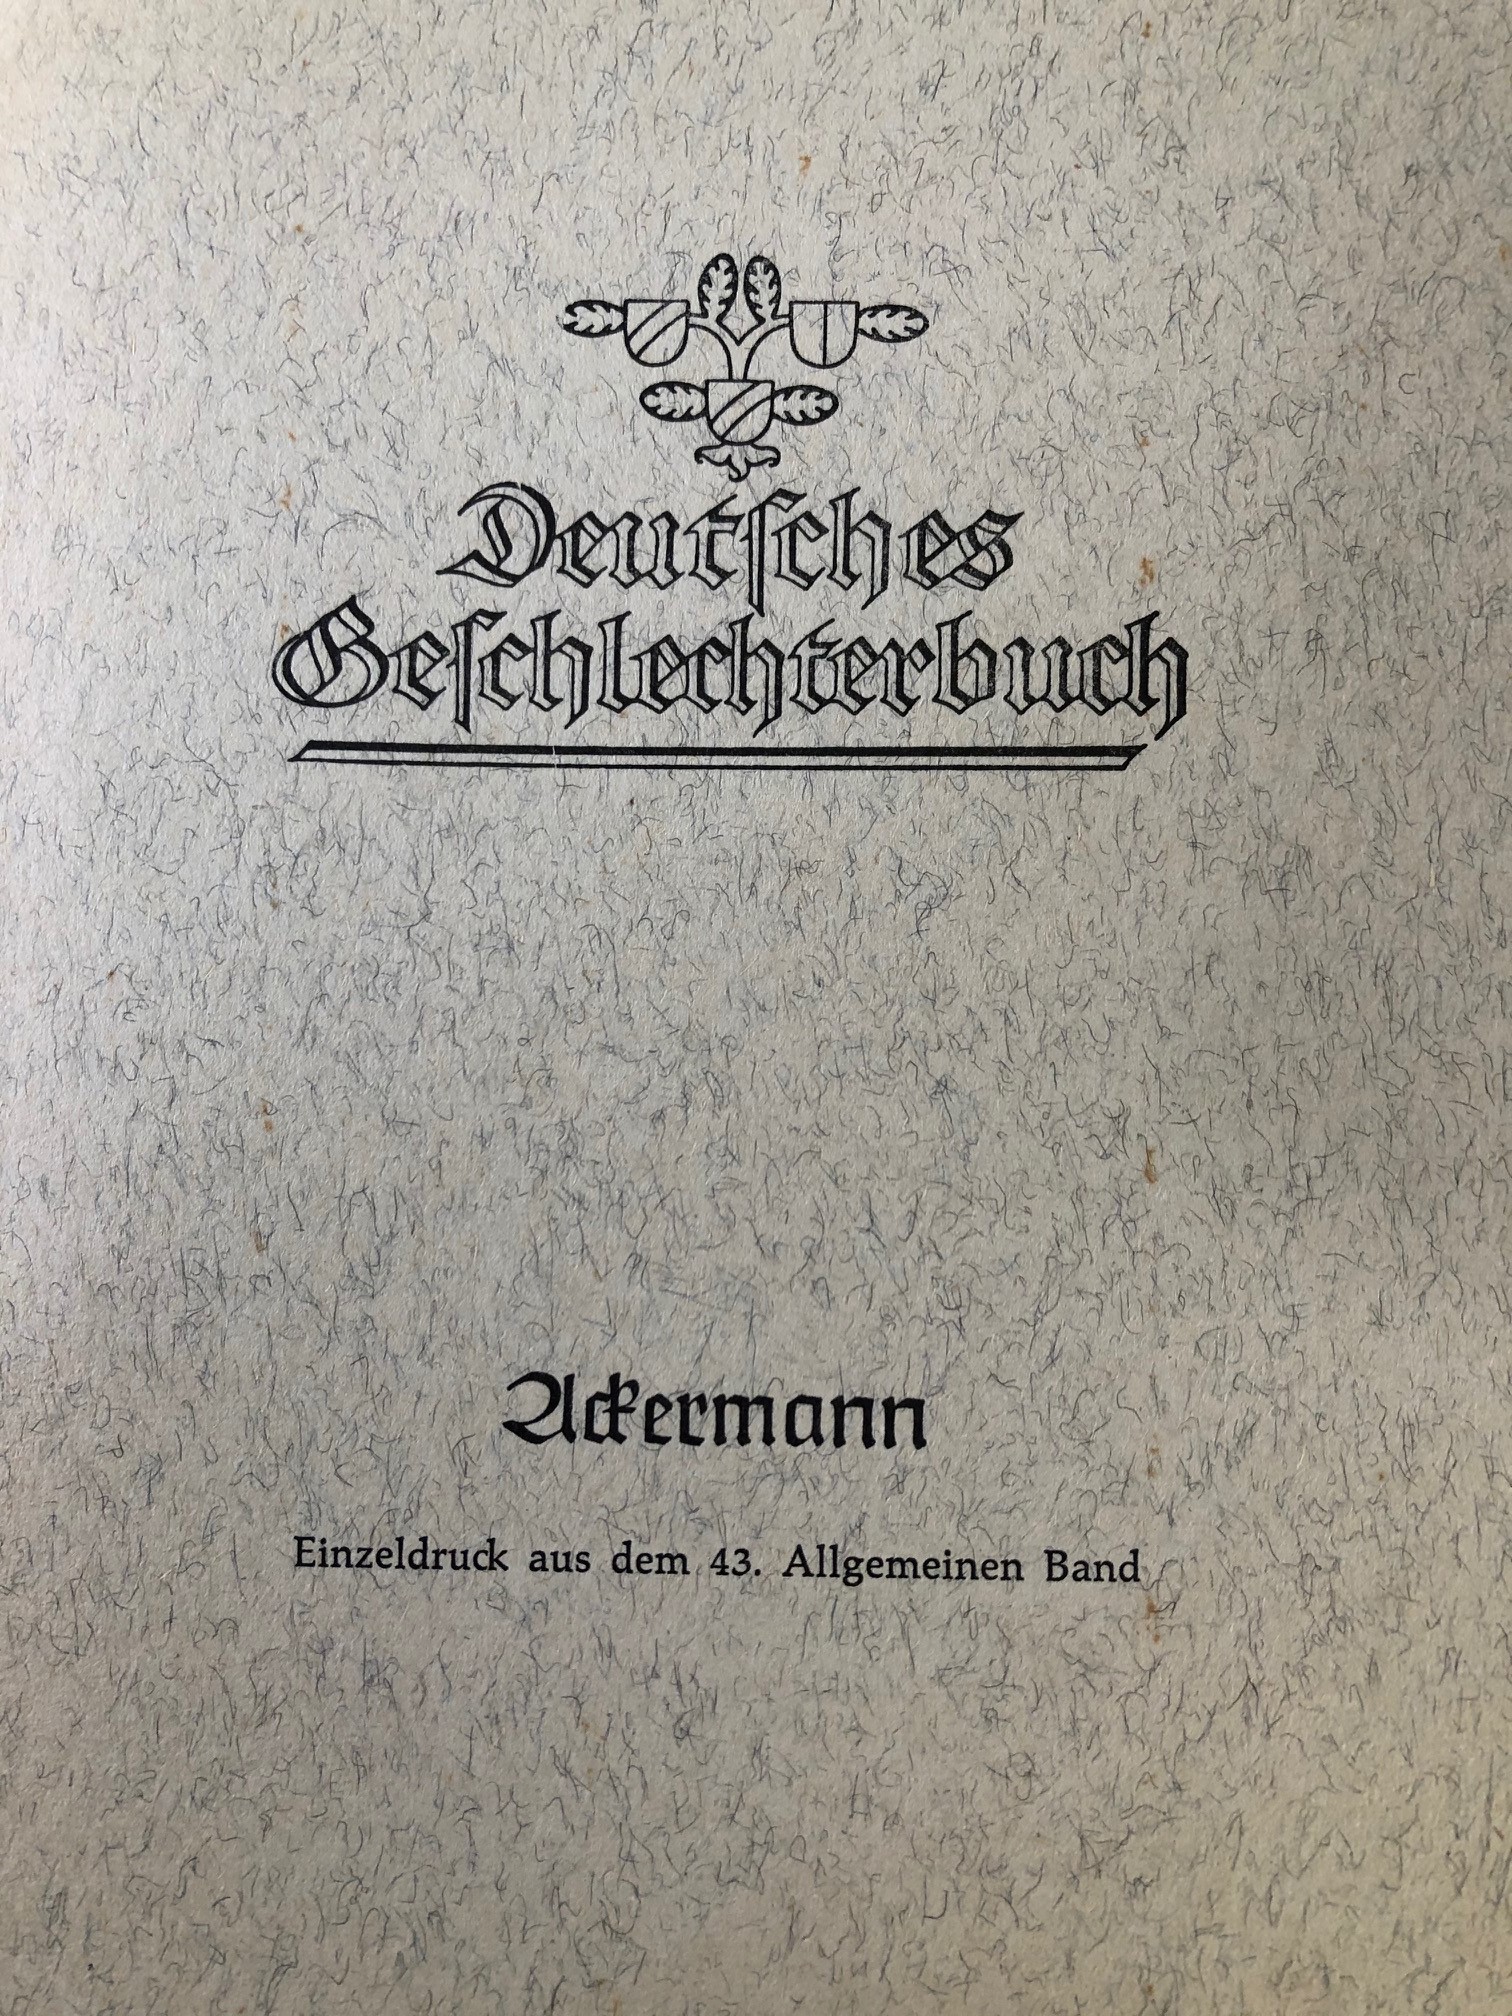 Deutſches
Geſchlechterbuch
Ackermann
Einzeldruck aus dem 43. Allgemeinen Band